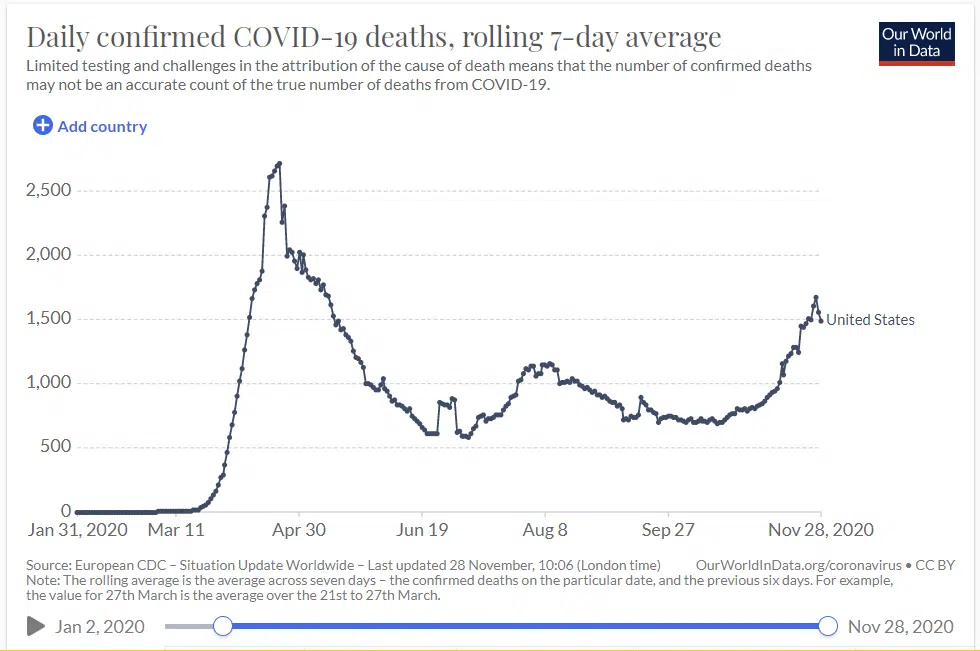 Daily confirmed COVID-19 deaths, rolling 7-day average
Our World
in Data
Limited testing and challenges in the attribution of the cause of death means that the number of confirmed deaths
may not be an accurate count of the true number of deaths from COVID-19.
Add country
2,500
2,000
1,500
United States
1,000
500
0
Jan 31, 2020 Mar 11 Apr 30 Jun 19 Aug 8 Sep 27 Nov 28, 2020
Source: European CDC – Situation Update Worldwide – Last updated 28 November, 10:06 (London time) OurWorldInData.org/coronavirus • CC BY
Note: The rolling average is the average across seven days – the confirmed deaths on the particular date, and the previous six days. For example,
the value for 27th March is the average over the 21st to 27th March.
Jan 2, 2020 Nov 28, 2020